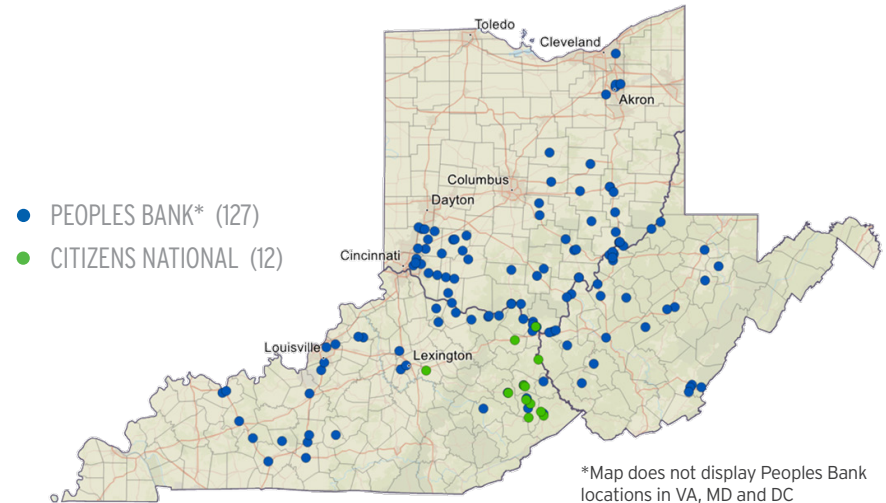 Toledo
Cleveland
Akron
Columbus
Dayton
PEOPLES BANK* (127)
CITIZENS NATIONAL (12)
Cincinnati
Louisville
Lexington
*Map does not display Peoples Bank
locations in VA, MD and DC